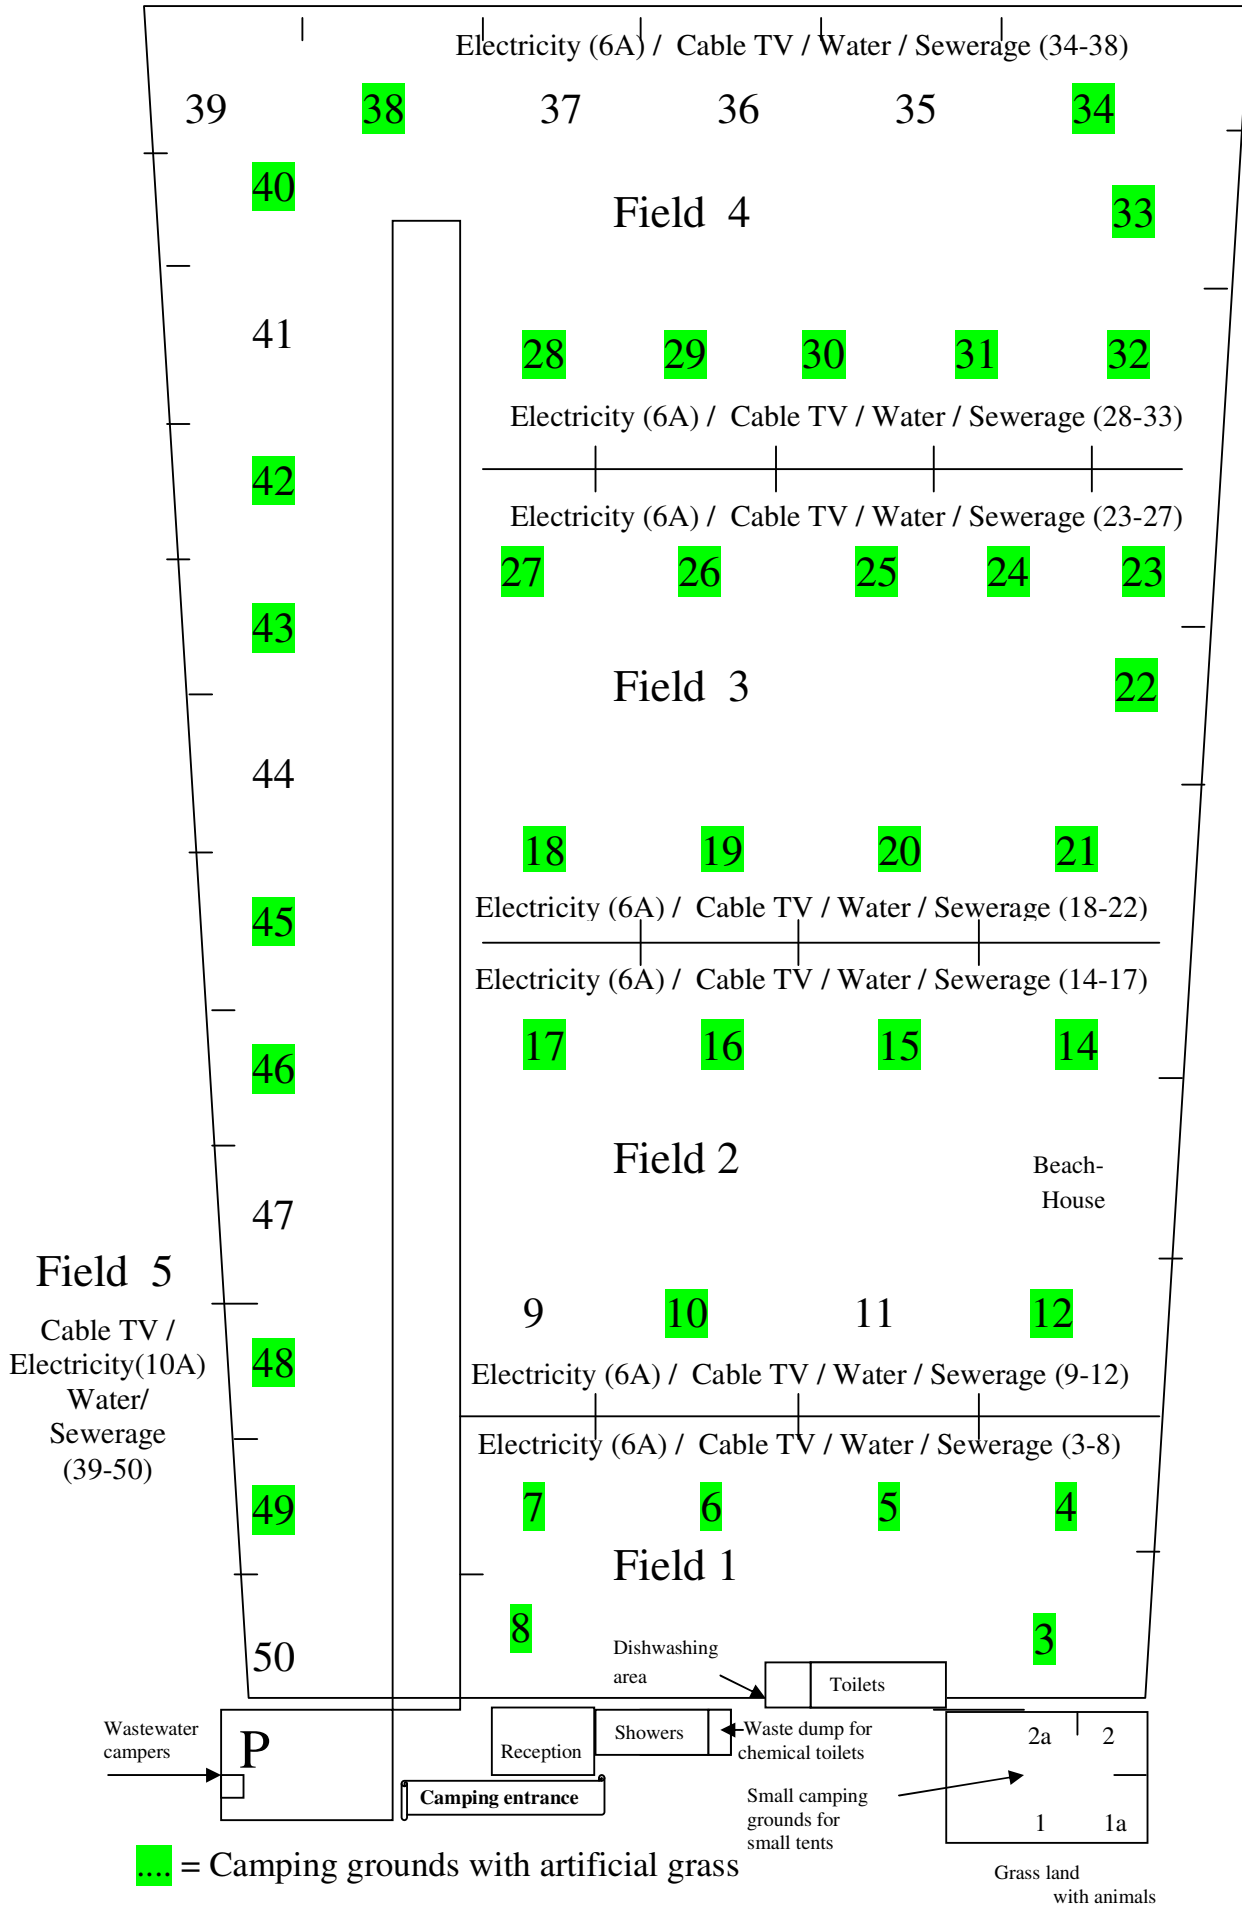 Electricity (6A) / Cable TV / Water / Sewerage (34-38)
39 38 37 36 35 34
40
Field 4 33
41
28 29 30 31 32
Electricity (6A) / Cable TV / Water / Sewerage (28-33)
42
Electricity (6A) / Cable TV / Water / Sewerage (23-27)
27 26 25 24 23
43
Field 3 22
44
18 19 20 21
Electricity (6A) / Cable TV / Water / Sewerage (18-22)
45
Electricity (6A) / Cable TV / Water / Sewerage (14-17)
17 16 15 14
46
Field 2
Beach-
House
47
Field 5
Cable TV /
Electricity(10A)
Water/
Sewerage
(39-50)
9 10 11 12
Electricity (6A) / Cable TV / Water / Sewerage (9-12)
48
Electricity (6A) / Cable TV / Water / Sewerage (3-8)
49
7 6 5 4
Field 1
8 3
50
Dishwashing
area
Toilets
Wastewater
campers
P
Reception
Showers
Waste dump for
chemical toilets
2a 2
Camping entrance
Small camping
grounds for
small tents
1 1a
.... = Camping grounds with artificial grass
Grass land
with animals